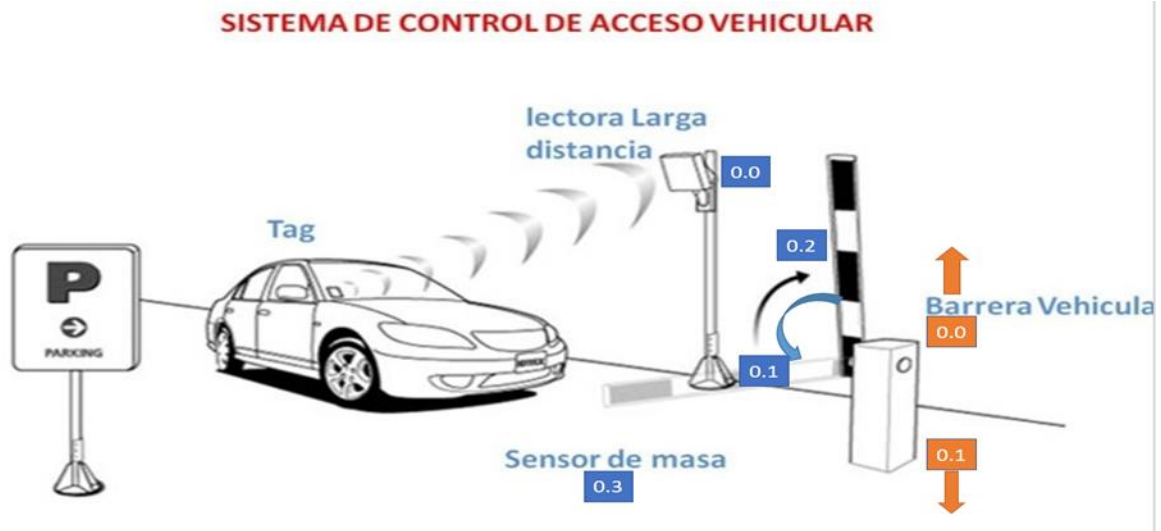 SISTEMA DE CONTROL DE ACCESO VEHICULAR
lectora Larga
distancia
0.0
Tag
0.2
P
PARKING
Barrera Vehicula
0.0
0.1
0.1
Sensor de masa
0.3